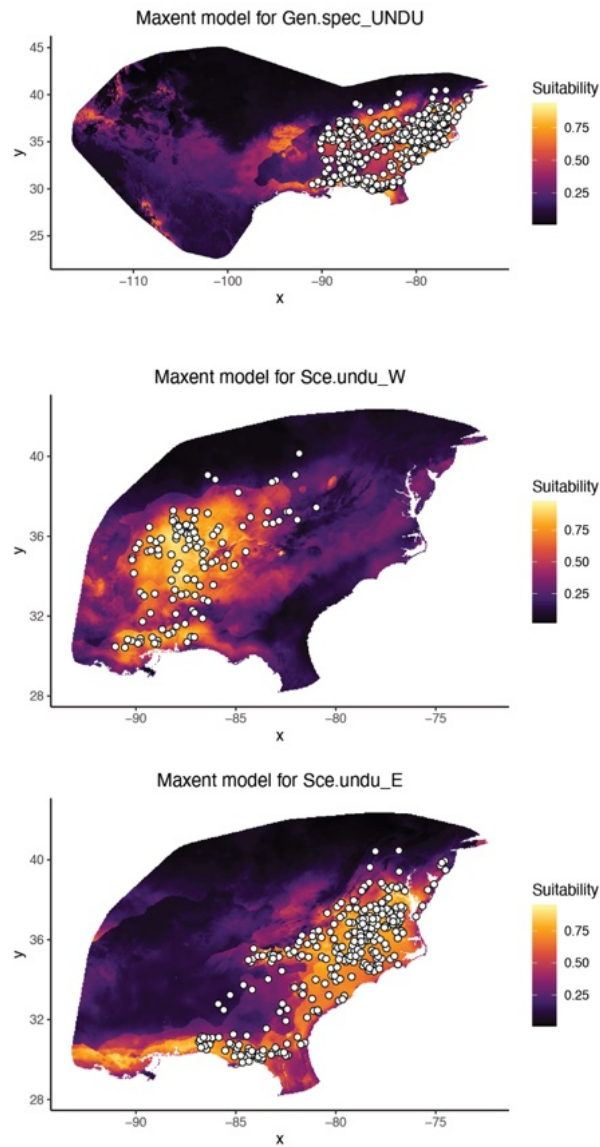 Maxent model for Gen.spec_UNDU
45
40
35
30
25
y
−110
−100
−90
−80
x
Suitability
0.75
0.50
0.25
Maxent model for Sce.undu_W
40
36
32
28
y
−90
−85
−80
−75
x
Suitability
0.75
0.50
0.25
Maxent model for Sce.undu_E
40
36
32
28
y
−90
−85
−80
−75
x
Suitability
0.75
0.50
0.25